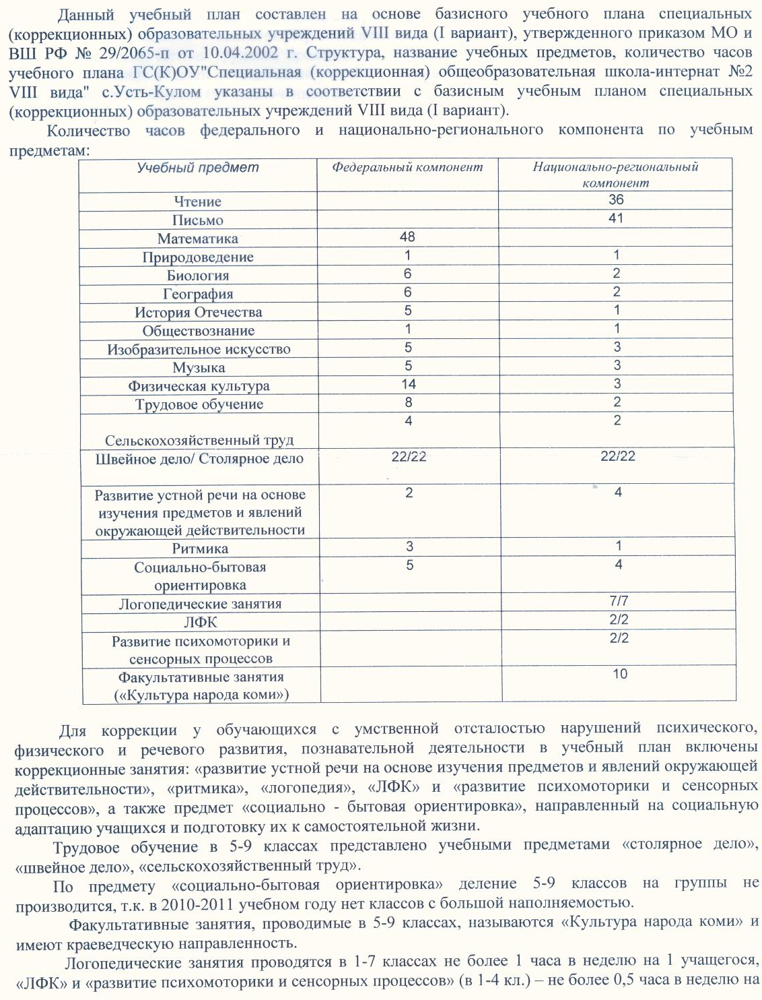 Данный учебный план составлен на основе базисного учебного плана специальных
(коррекционных) образовательных учреждений VIII вида (I вариант), утвержденного приказом МО и
ВШ РФ № 29/2065-п от 10.04.2002 г. Структура, название учебных предметов, количество часов
учебного плана ГС(К)ОУ"Специальная (коррекционная) общеобразовательная школа-интернат №2
VIII вида" с.Усть-Кулом указаны в соответствии с базисным учебным планом специальных
(коррекционных) образовательных учреждений VIII вида (I вариант).
Количество часов федерального и национально-регионального компонента по учебным
предметам:
Учебный предмет Федеральный компонент Национально-региональный
компонент
Чтение 36
Письмо 41
Математика 48
Природоведение 1 1
Биология 6 2
География 6 2
История Отечества 5 1
Обществознание 1 1
Изобразительное искусство 5 3
Музыка 5 3
Физическая культура 14 3
Трудовое обучение 8 2
4 2
Сельскохозяйственный труд
Швейное дело/ Столярное дело 22/22 22/22
Развитие устной речи на основе 2 4
изучения предметов и явлений
окружающей действительности
Ритмика 3 1
Социально-бытовая 5 4
ориентировка
Логопедические занятия 7/7
ЛФК 2/2
Развитие психомоторики и 2/2
сенсорных процессов
Факультативные занятия 10
(«Культура народа коми»)
Для коррекции у обучающихся с умственной отсталостью нарушений психического,
физического и речевого развития, познавательной деятельности в учебный план включены
коррекционные занятия: «развитие устной речи на основе изучения предметов и явлений окружающей
действительности», «ритмика», «логопедия», «ЛФК» и «развитие психомоторики и сенсорных
процессов», а также предмет «социально - бытовая ориентировка», направленный на социальную
адаптацию учащихся и подготовку их к самостоятельной жизни.
Трудовое обучение в 5-9 классах представлено учебными предметами «столярное дело»,
«швейное дело», «сельскохозяйственный труд».
По предмету «социально-бытовая ориентировка» деление 5-9 классов на группы не
производится, т.к. в 2010-2011 учебном году нет классов с большой наполняемостью.
Факультативные занятия, проводимые в 5-9 классах, называются «Культура народа коми» и
имеют краеведческую направленность.
Логопедические занятия проводятся в 1-7 классах не более 1 часа в неделю на 1 учащегося,
«ЛФК» и «развитие психомоторики и сенсорных процессов» (в 1-4 кл.) – не более 0,5 часа в неделю на